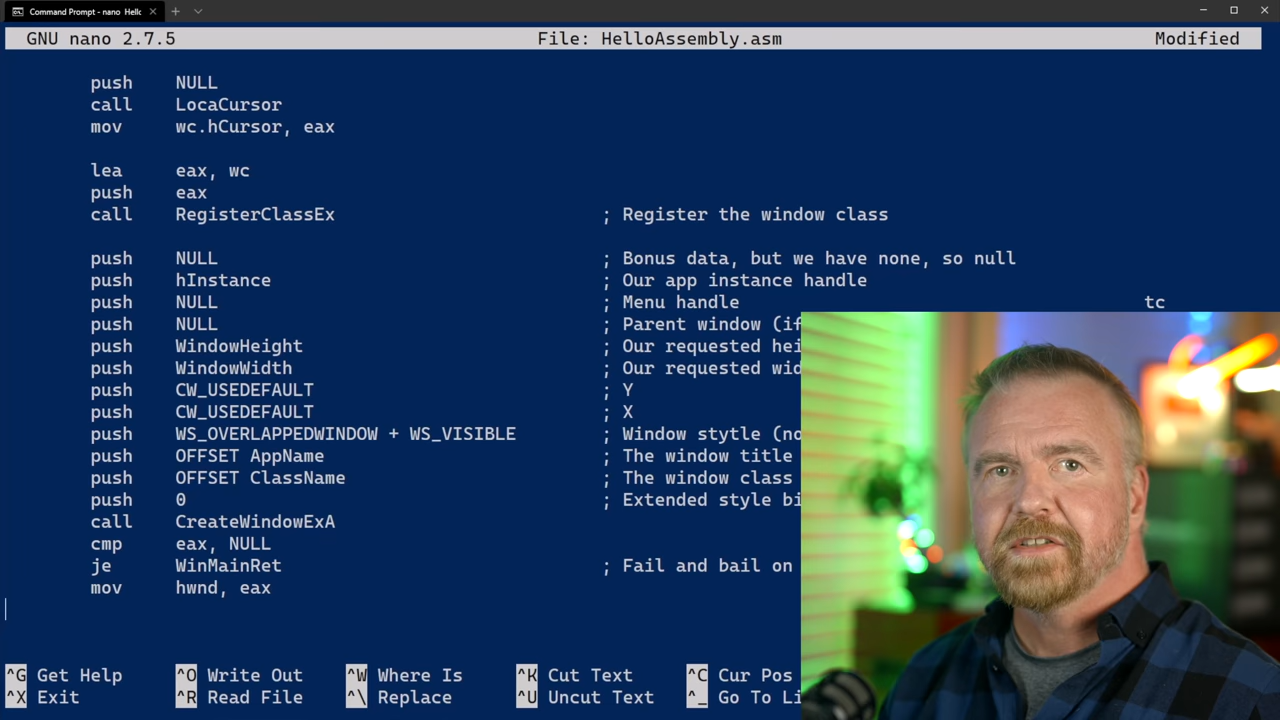 Command Prompt - nano Hello
GNU nano 2.7.5 File: HelloAssembly.asm Modified
push NULL
call LocaCursor
mov wc.hCursor, eax
lea eax, wc
push eax
call RegisterClassEx ; Register the window class
push NULL ; Bonus data, but we have none, so null
push hInstance ; Our app instance handle
push NULL ; Menu handle tc
push NULL ; Parent window (if
push WindowHeight ; Our requested hei
push WindowWidth ; Our requested wid
push CW_USEDEFAULT ; Y
push CW_USEDEFAULT ; X
push WS_OVERLAPPEDWINDOW + WS_VISIBLE ; Window stytle (no
push OFFSET AppName ; The window title
push OFFSET ClassName ; The window class
push 0 ; Extended style bi
call CreateWindowExA
cmp eax, NULL
je WinMainRet ; Fail and bail on
mov hwnd, eax
^G Get Help ^O Write Out ^W Where Is ^K Cut Text ^C Cur Pos
^X Exit ^R Read File ^\ Replace ^U Uncut Text ^_ Go To Li